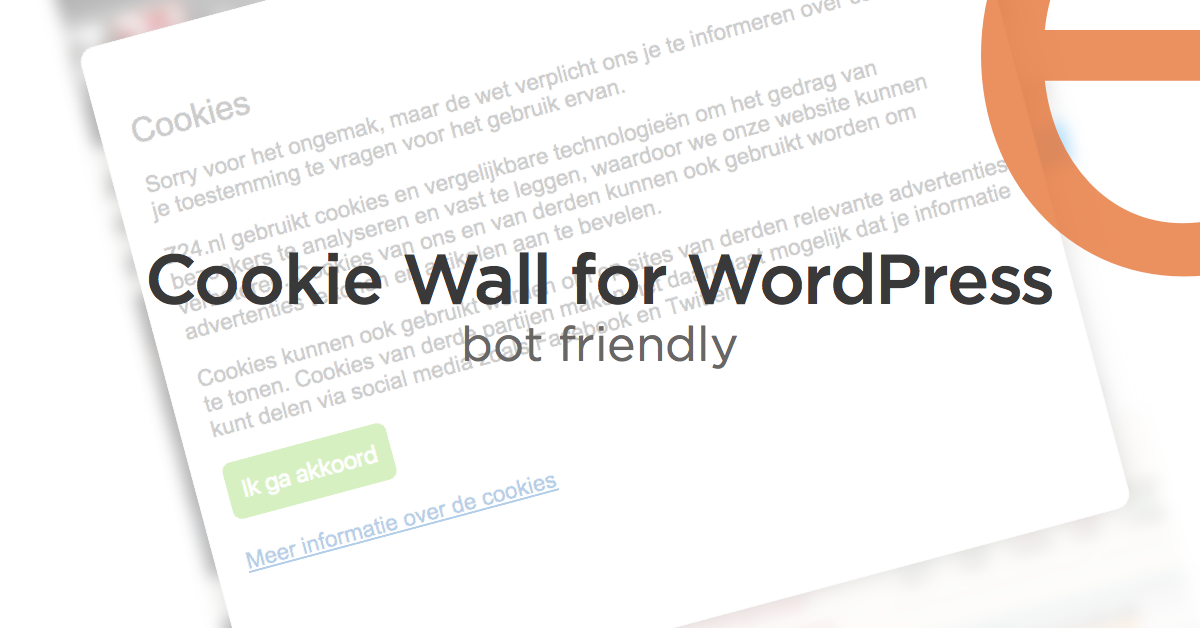 Cookies
Sorry voor het ongemak, maar de wet verplicht ons je te informeren over
je toestemming te vragen voor het gebruik ervan.
Z24.nl gebruikt cookies en vergelijkbare technologieën om het gedrag van
bezoekers te analyseren en vast te leggen, waardoor we onze website kunnen
Cookies van ons en van derden kunnen ook gebruikt worden om
advertenties en artikelen aan te bevelen.
Cookies kunnen ook gebruikt worden om op sites van derden relevante advertenties
te tonen. Cookies van derde partijen maken het daarnaast mogelijk dat je informatie
kunt delen via social media zoals Facebook en Twitter
Ik ga akkoord
Meer informatie over de cookies
Cookie Wall for WordPress
bot friendly